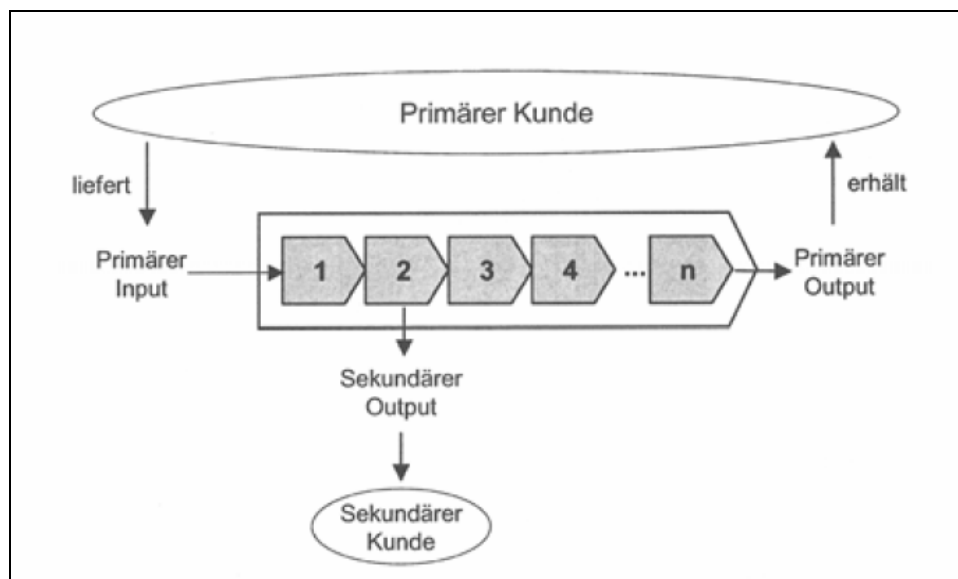 Primärer Kunde
liefert
erhält
Primärer
Input
1
2
3
4
...
n
Primärer
Output
Sekundärer
Output
Sekundärer
Kunde